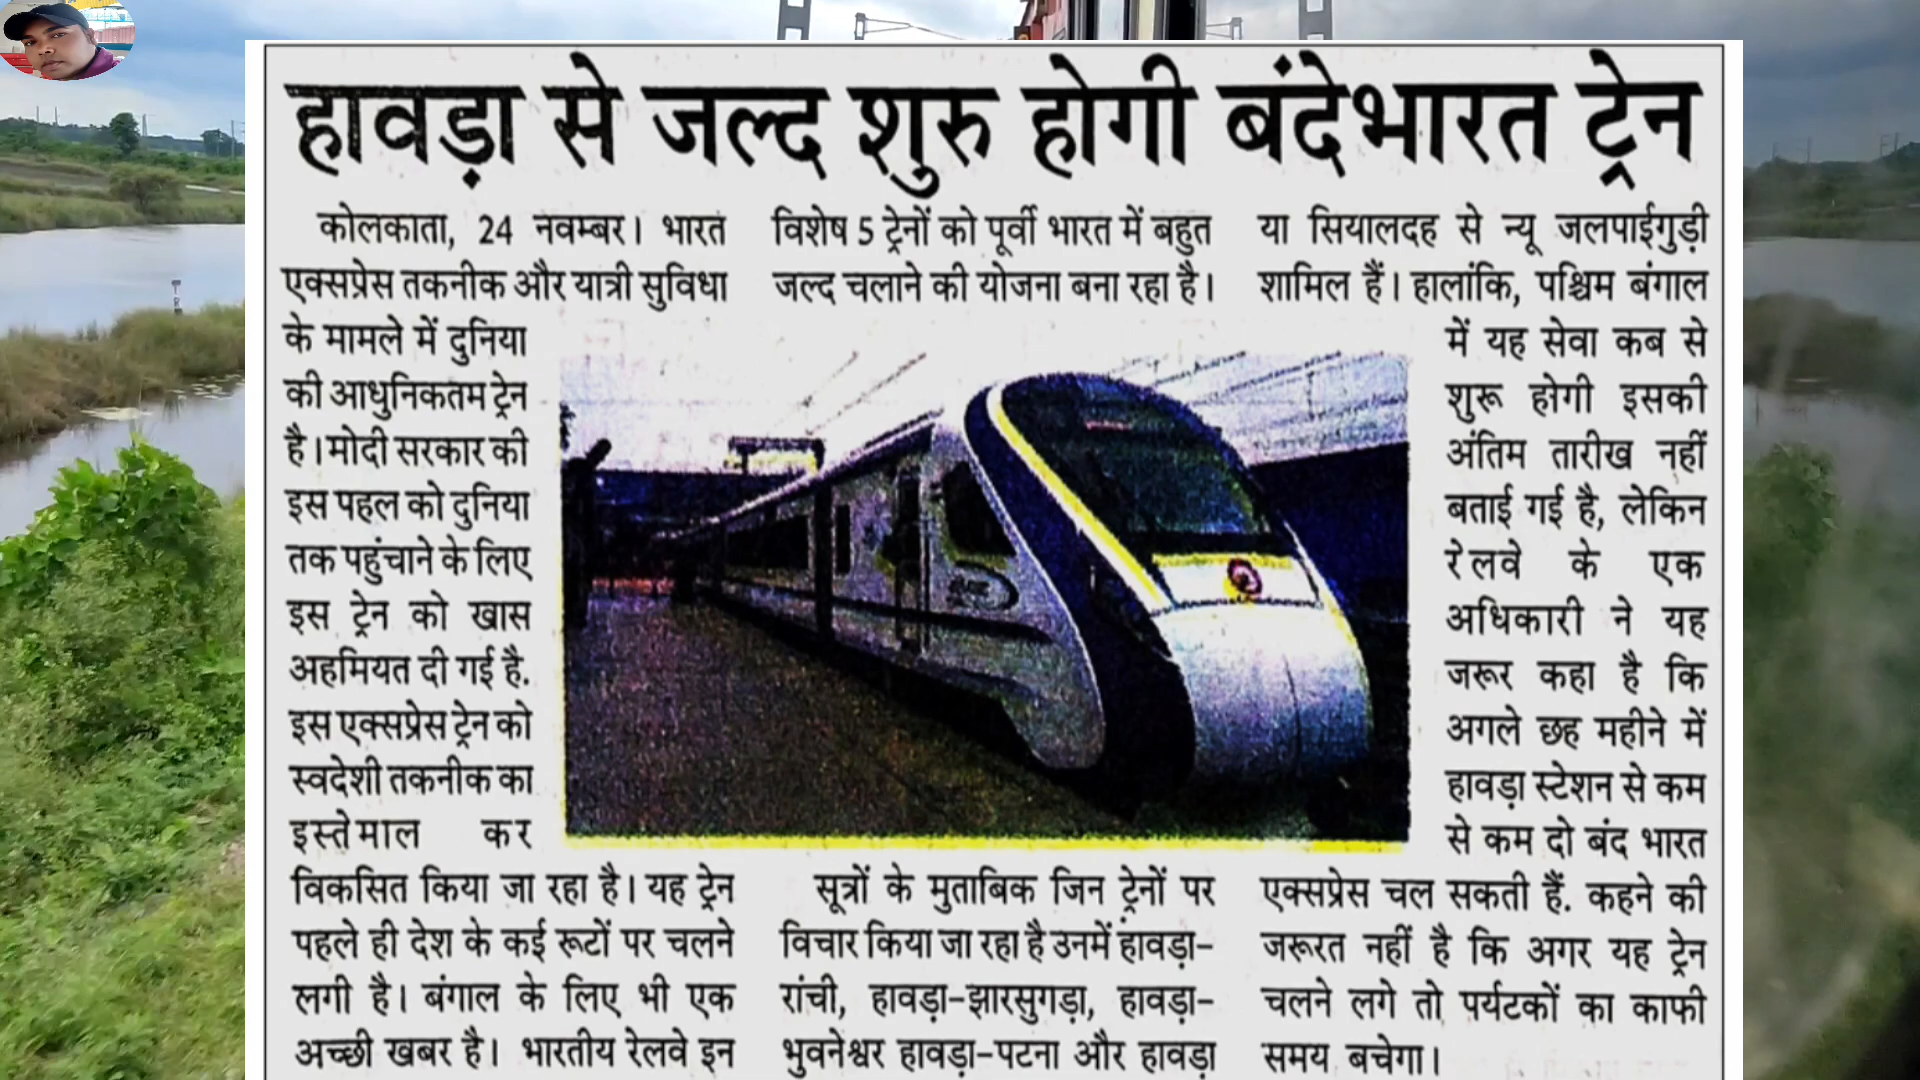 हावड़ा से जल्द शुरु होगी बंदेभारत ट्रेन
कोलकाता, 24 नवम्बर। भारत
एक्सप्रेस तकनीक और यात्री सुविधा
के मामले में दुनिया
की आधुनिकतम ट्रेन
है। मोदी सरकार की
इस पहल को दुनिया
तक पहुंचाने के लिए
इस ट्रेन को खास
अहमियत दी गई है.
इस एक्सप्रेस ट्रेन को
स्वदेशी तकनीक का
इस्तेमाल कर
विकसित किया जा रहा है। यह ट्रेन
पहले ही देश के कई रूटों पर चलने
लगी है। बंगाल के लिए भी एक
अच्छी खबर है। भारतीय रेलवे इन
विशेष 5 ट्रेनों को पूर्वी भारत में बहुत
जल्द चलाने की योजना बना रहा है।
सूत्रों के मुताबिक जिन ट्रेनों पर
विचार किया जा रहा है उनमें हावड़ा-
रांची, हावड़ा-झारसुगड़ा, हावड़ा-
भुवनेश्वर हावड़ा-पटना और हावड़ा
या सियालदह से न्यू जलपाईगुड़ी
शामिल हैं। हालांकि, पश्चिम बंगाल
में यह सेवा कब से
शुरू होगी इसकी
अंतिम तारीख नहीं
बताई गई है, लेकिन
रेलवे के एक
अधिकारी ने यह
जरूर कहा है कि
अगले छह महीने में
हावड़ा स्टेशन से कम
से कम दो बंद भारत
एक्सप्रेस चल सकती हैं. कहने की
जरूरत नहीं है कि अगर यह ट्रेन
चलने लगे तो पर्यटकों का काफी
समय बचेगा।